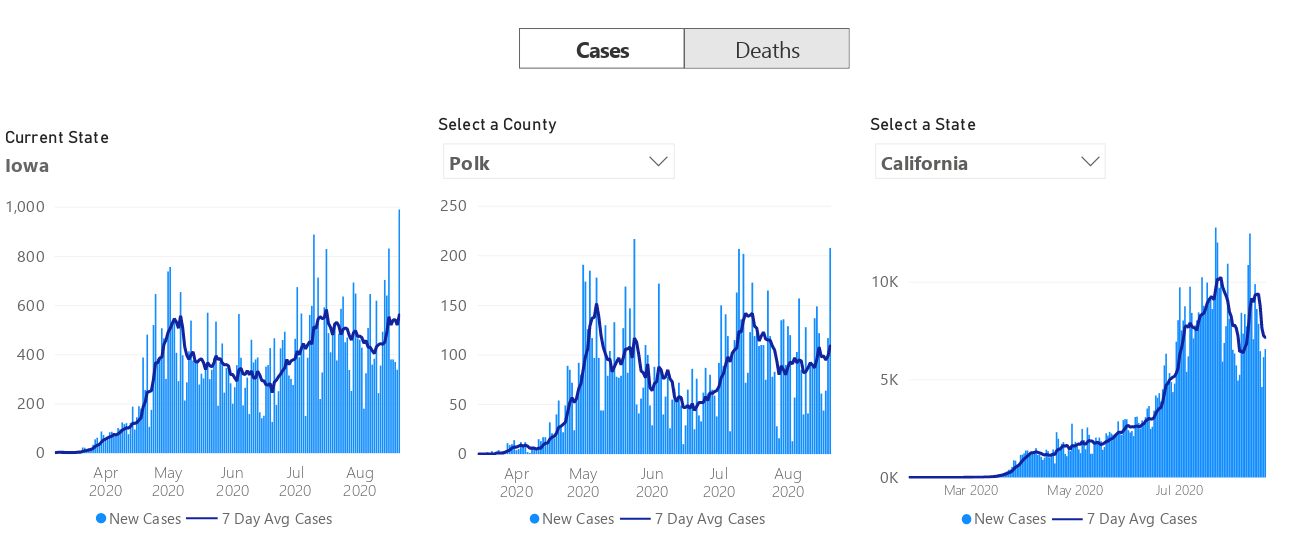 Cases Deaths
Current State
Iowa
1,000
800
600
400
200
0
Apr 2020
May 2020
Jun 2020
Jul 2020
Aug 2020
New Cases 7 Day Avg Cases
Select a County
Polk
250
200
150
100
50
0
Apr 2020
May 2020
Jun 2020
Jul 2020
Aug 2020
New Cases 7 Day Avg Cases
Select a State
California
10K
5K
0K
Mar 2020 May 2020 Jul 2020
New Cases 7 Day Avg Cases